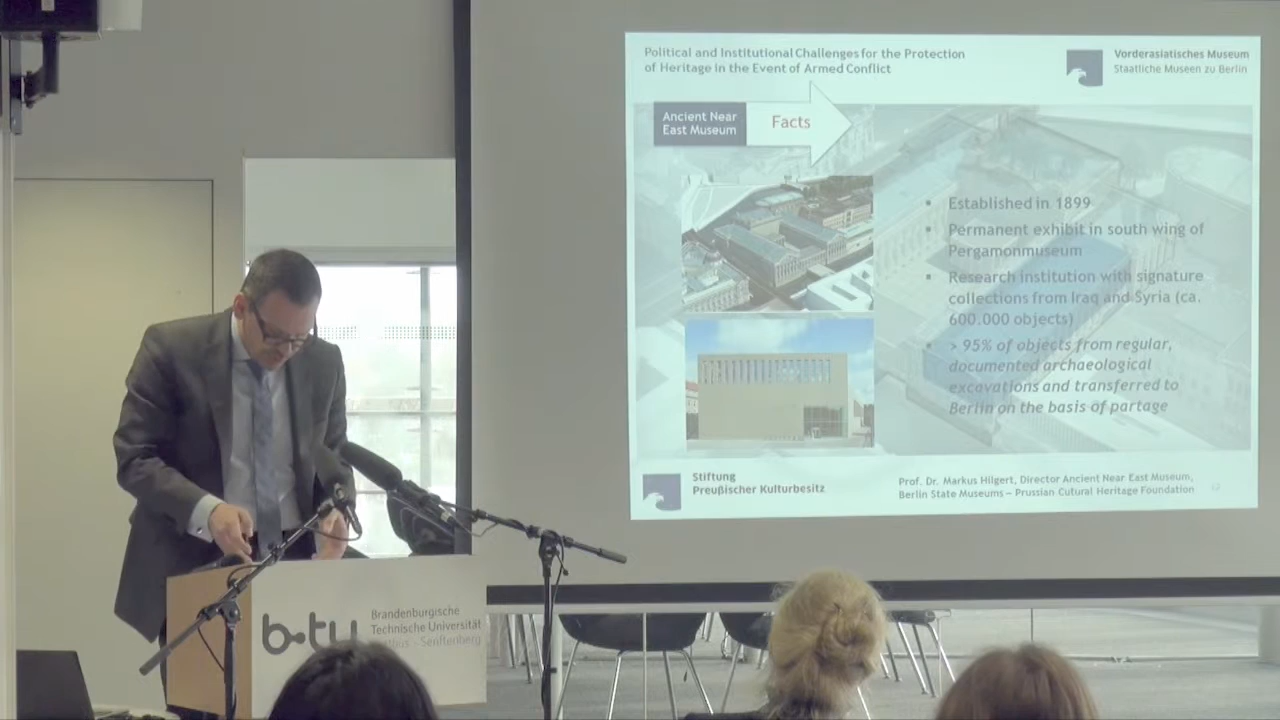 Political and Institutional Challenges for the Protection
of Heritage in the Event of Armed Conflict
Vorderasiatisches Museum
Staatliche Museen zu Berlin
Ancient Near
East Museum
Facts
Established in 1899
Permanent exhibit in south wing of
Pergamonmuseum
Research institution with signature
collections from Iraq and Syria (ca.
600.000 objects)
> 95% of objects from regular,
documented archaeological
excavations and transferred to
Berlin on the basis of partage
Stiftung
Preußischer Kulturbesitz
Prof. Dr. Markus Hilgert, Director Ancient Near East Museum,
Berlin State Museums – Prussian Cutural Heritage Foundation
12
b-tu
Brandenburgische
Technische Universität
Senftenberg